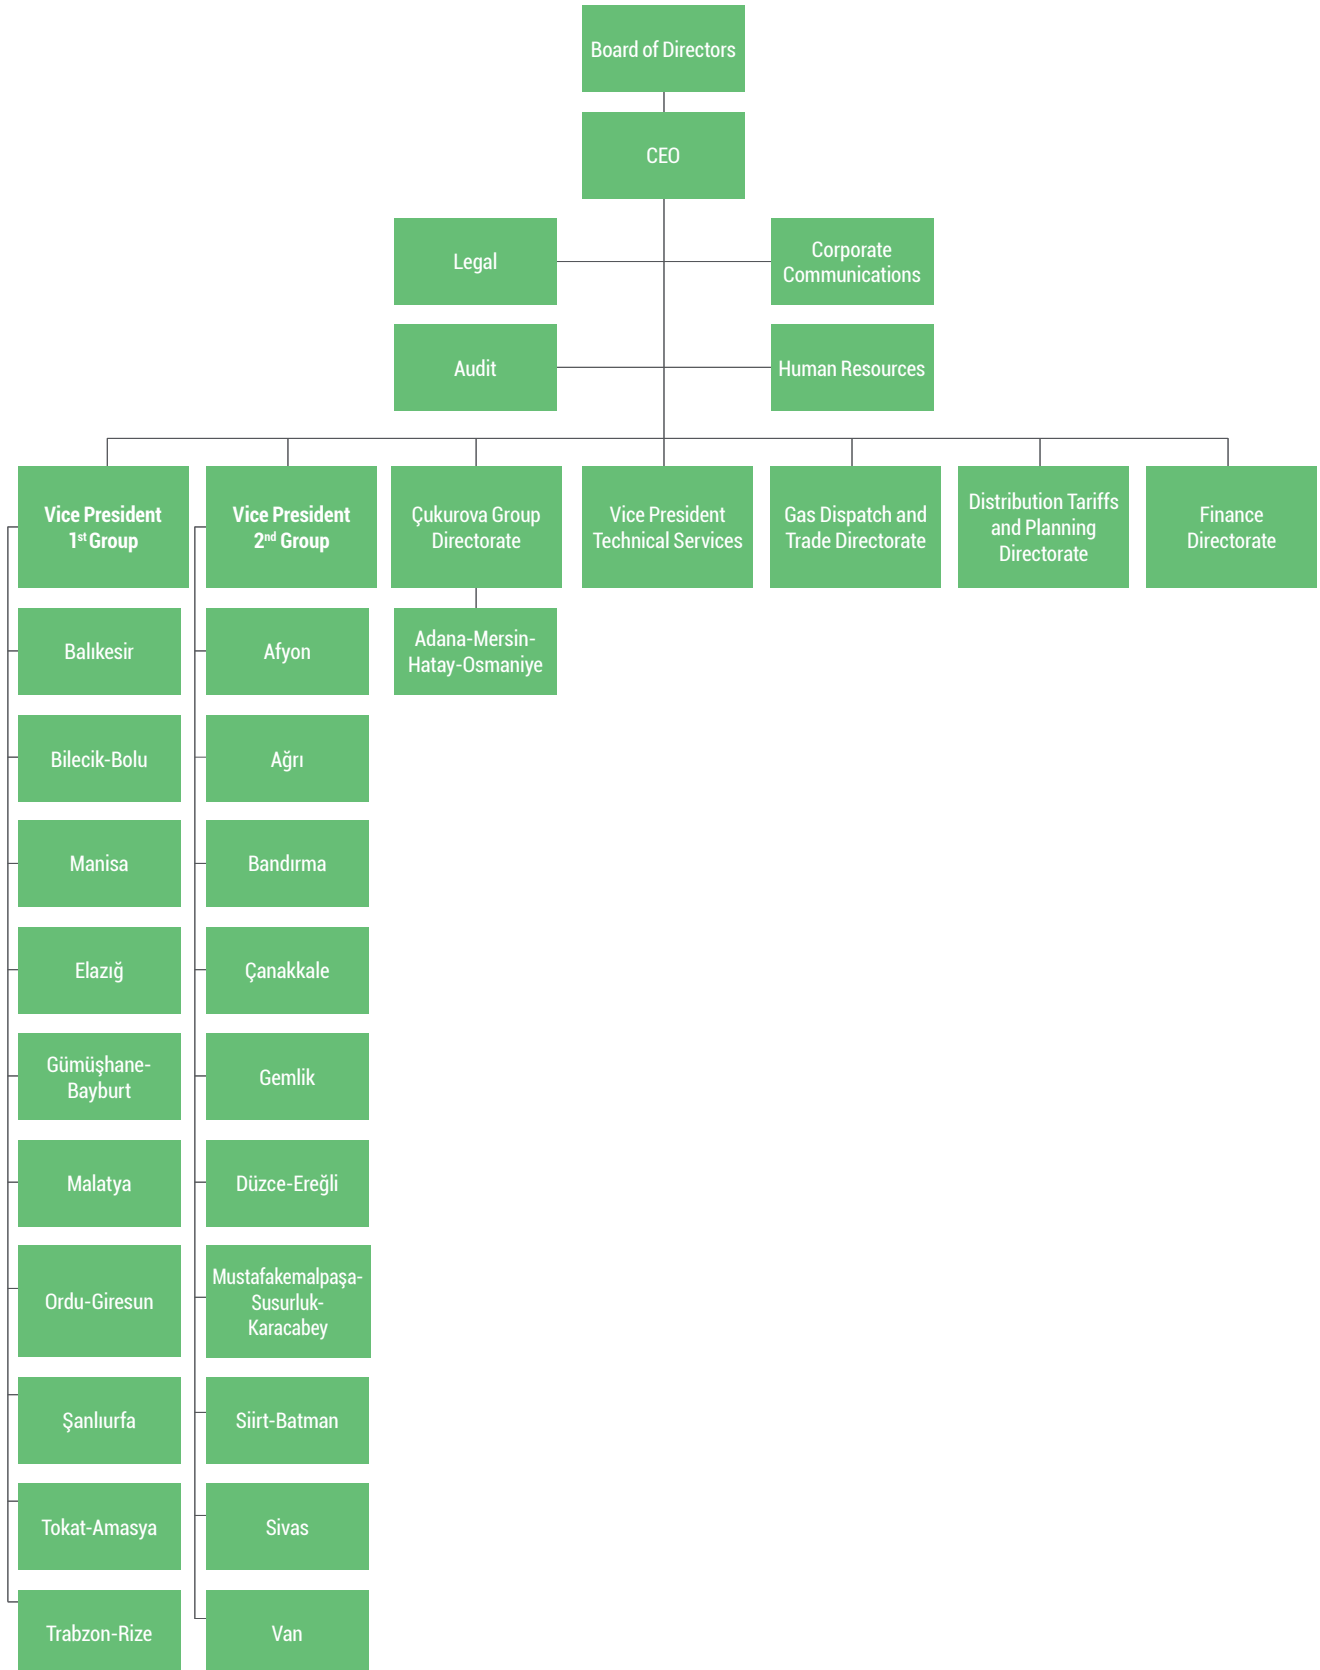 Board of Directors
CEO
Legal
Corporate
Communications
Audit
Human Resources
Vice President
1st Group
Vice President
2nd Group
Çukurova Group
Directorate
Vice President
Technical Services
Gas Dispatch and
Trade Directorate
Distribution Tariffs
and Planning
Directorate
Finance
Directorate
Balıkesir
Afyon
Adana-Mersin-
Hatay-Osmaniye
Bilecik-Bolu
Ağrı
Manisa
Bandırma
Elazığ
Çanakkale
Gümüşhane-
Bayburt
Gemlik
Malatya
Düzce-Ereğli
Ordu-Giresun
Mustafakemalpaşa-
Susurluk-
Karacabey
Şanlıurfa
Siirt-Batman
Tokat-Amasya
Sivas
Trabzon-Rize
Van